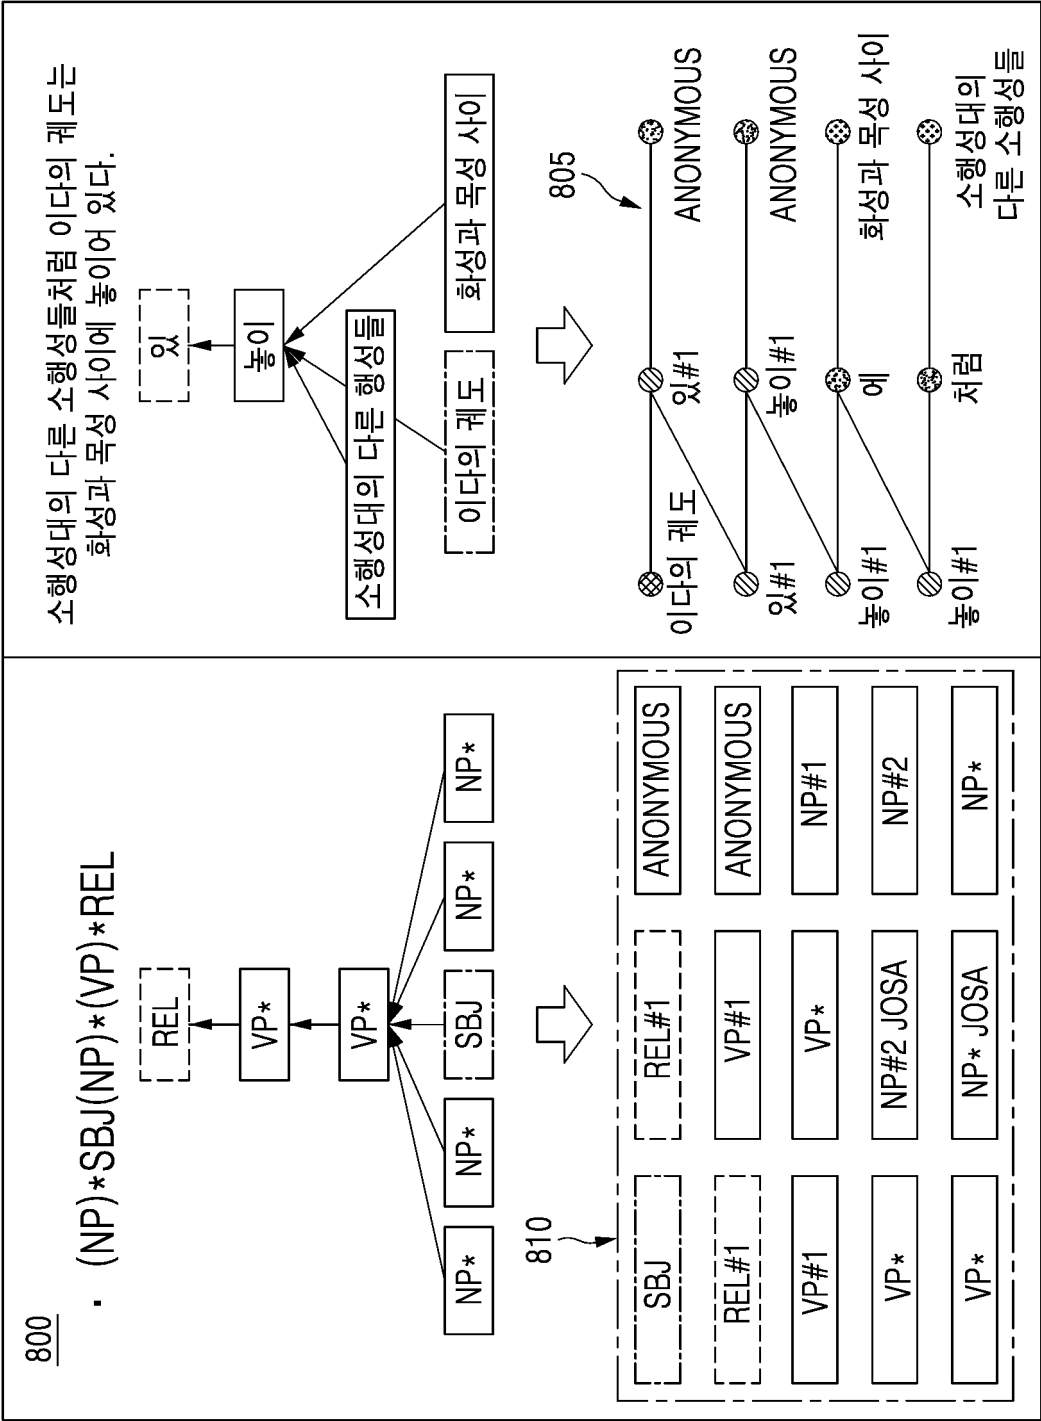 800
▪ (NP)*SBJ(NP)*(VP)*REL
REL
VP*
VP*
NP*
NP*
SBJ
NP*
NP*
810
SBJ
REL#1
ANONYMOUS
REL#1
VP#1
ANONYMOUS
VP#1
VP*
NP#1
VP*
NP#2 JOSA
NP#2
VP*
NP* JOSA
NP*
소행성대의 다른 소행성들처럼 이다의 궤도는
화성과 목성 사이에 놓이어 있다.
있
놓이
소행성대의 다른 행성들
이다의 궤도
화성과 목성 사이
805
이다의 궤도
있#1
ANONYMOUS
있#1
놓이#1
ANONYMOUS
놓이#1
에
화성과 목성 사이
놓이#1
처럼
소행성대의
다른 소행성들